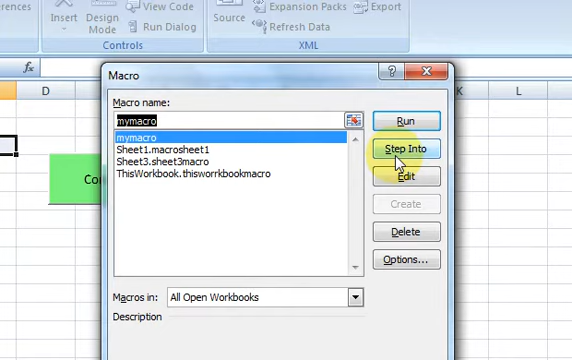 View Code
Expansion Packs
Export
Insert
Design
Mode
Run Dialog
Source
Refresh Data
Controls
XML
fx
D
K
L
Macro
?
Macro name:
mymacro
Run
mymacro
Sheet1.macrosheet1
Sheet3.sheet3macro
ThisWorkbook.thisworrkbookmacro
Step Into
Edit
Create
Delete
Options...
Macros in:
All Open Workbooks
Description